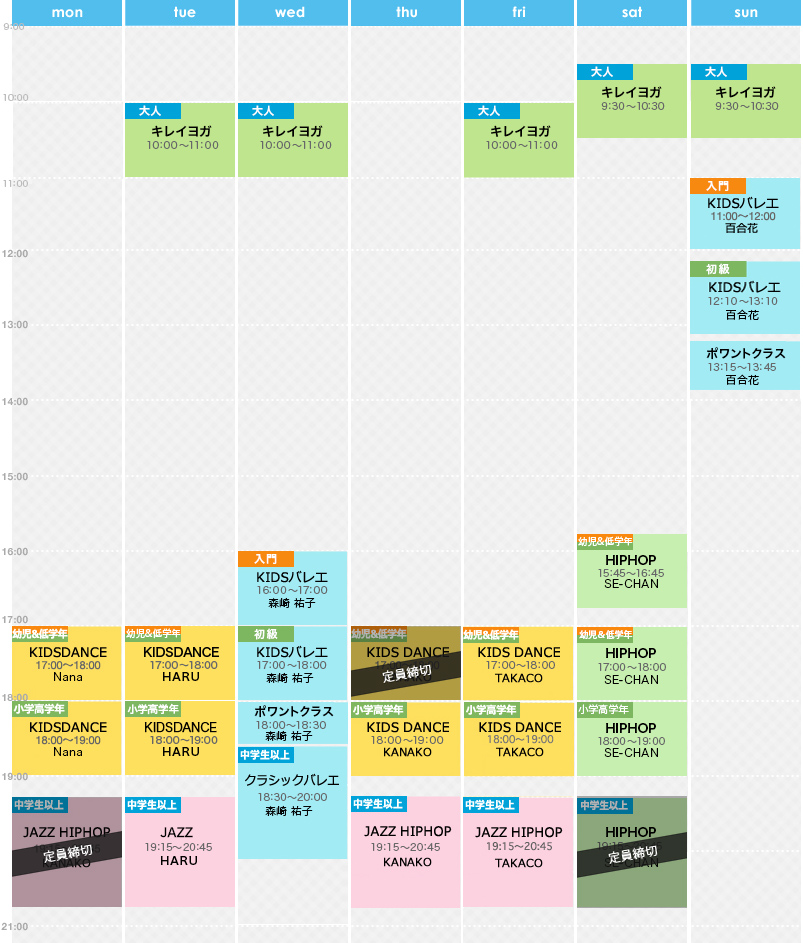 mon tue wed thu fri sat sun
9:00
10:00
11:00
12:00
13:00
14:00
15:00
16:00
17:00
18:00
19:00
21:00
幼児&低学年
KIDSDANCE
17:00〜18:00
Nana
小学高学年
KIDSDANCE
18:00〜19:00
Nana
中学生以上
JAZZ HIPHOP
定員締切
KANAKO
大人
キレイヨガ
10:00〜11:00
幼児&低学年
KIDSDANCE
17:00〜18:00
HARU
小学高学年
KIDSDANCE
18:00〜19:00
HARU
中学生以上
JAZZ
19:15〜20:45
HARU
大人
キレイヨガ
10:00〜11:00
入門
KIDSバレエ
16:00〜17:00
森崎 祐子
初級
KIDSバレエ
17:00〜18:00
森崎 祐子
ポワントクラス
18:00〜18:30
森崎 祐子
中学生以上
クラシックバレエ
18:30〜20:00
森崎 祐子
幼児&低学年
KIDS DANCE
17:00〜18:00
定員締切
小学高学年
KIDS DANCE
18:00〜19:00
KANAKO
中学生以上
JAZZ HIPHOP
19:15〜20:45
KANAKO
大人
キレイヨガ
10:00〜11:00
幼児&低学年
KIDS DANCE
17:00〜18:00
TAKACO
小学高学年
KIDS DANCE
18:00〜19:00
TAKACO
中学生以上
JAZZ HIPHOP
19:15〜20:45
TAKACO
大人
キレイヨガ
9:30〜10:30
幼児&低学年
HIPHOP
15:45〜16:45
SE-CHAN
幼児&低学年
HIPHOP
17:00〜18:00
SE-CHAN
小学高学年
HIPHOP
18:00〜19:00
SE-CHAN
中学生以上
HIPHOP
定員締切
SE-CHAN
大人
キレイヨガ
9:30〜10:30
入門
KIDSバレエ
11:00〜12:00
百合花
初級
KIDSバレエ
12:10〜13:10
百合花
ポワントクラス
13:15〜13:45
百合花